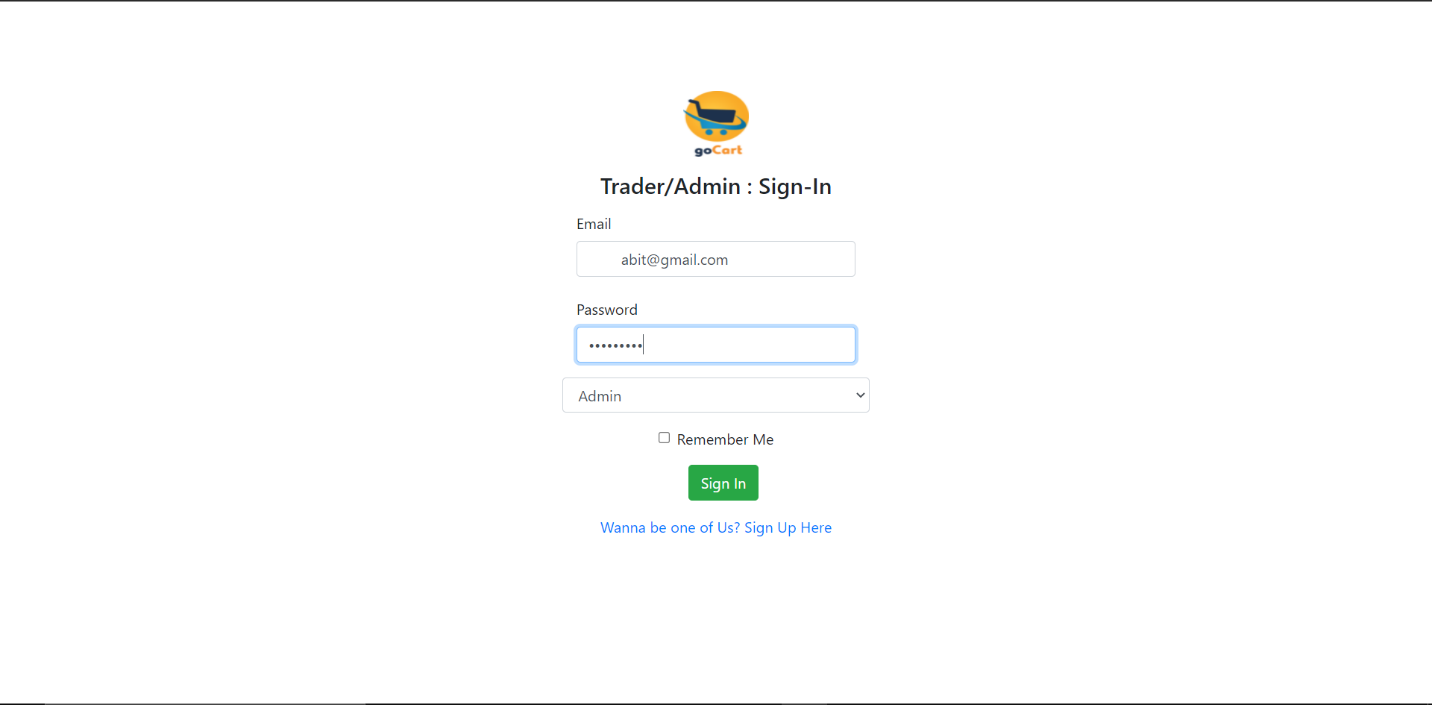 goCart
Trader/Admin : Sign-In
Email
abit@gmail.com
Password
•••••••••
Admin
Remember Me
Sign In
Wanna be one of Us? Sign Up Here